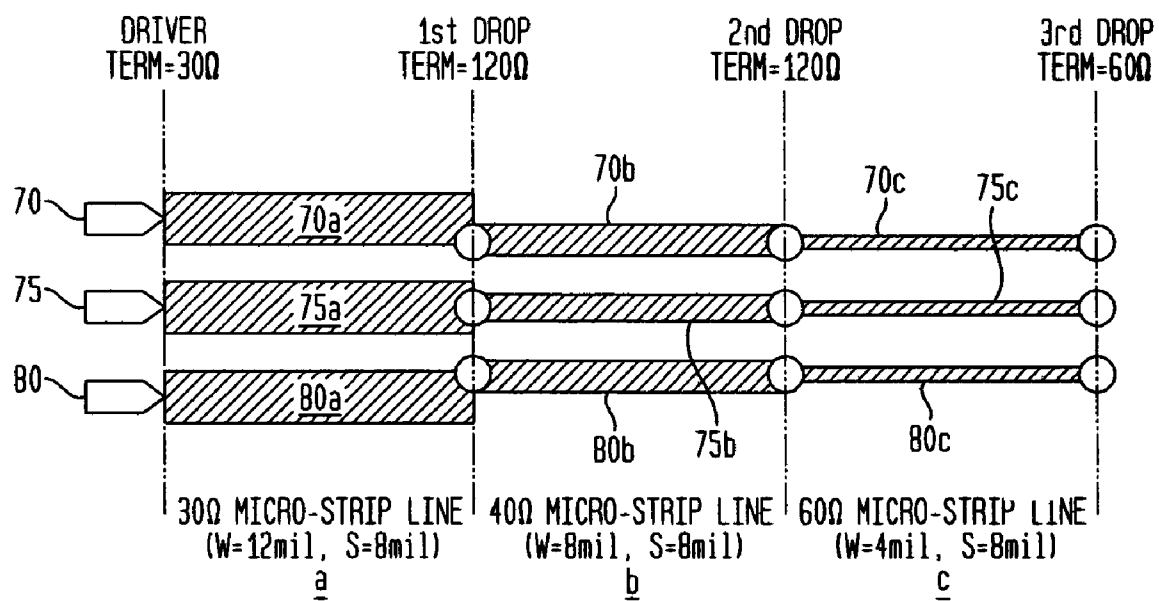 DRIVER
TERM=30Ω
1st DROP
TERM=120Ω
2nd DROP
TERM=120Ω
3rd DROP
TERM=60Ω
70
70a
70b
70c
75c
75
75a
80
80a
80b
75b
80c
30Ω MICRO-STRIP LINE
(W=12mil, S=8mil)
a
40Ω MICRO-STRIP LINE
(W=8mil, S=8mil)
b
60Ω MICRO-STRIP LINE
(W=4mil, S=8mil)
c